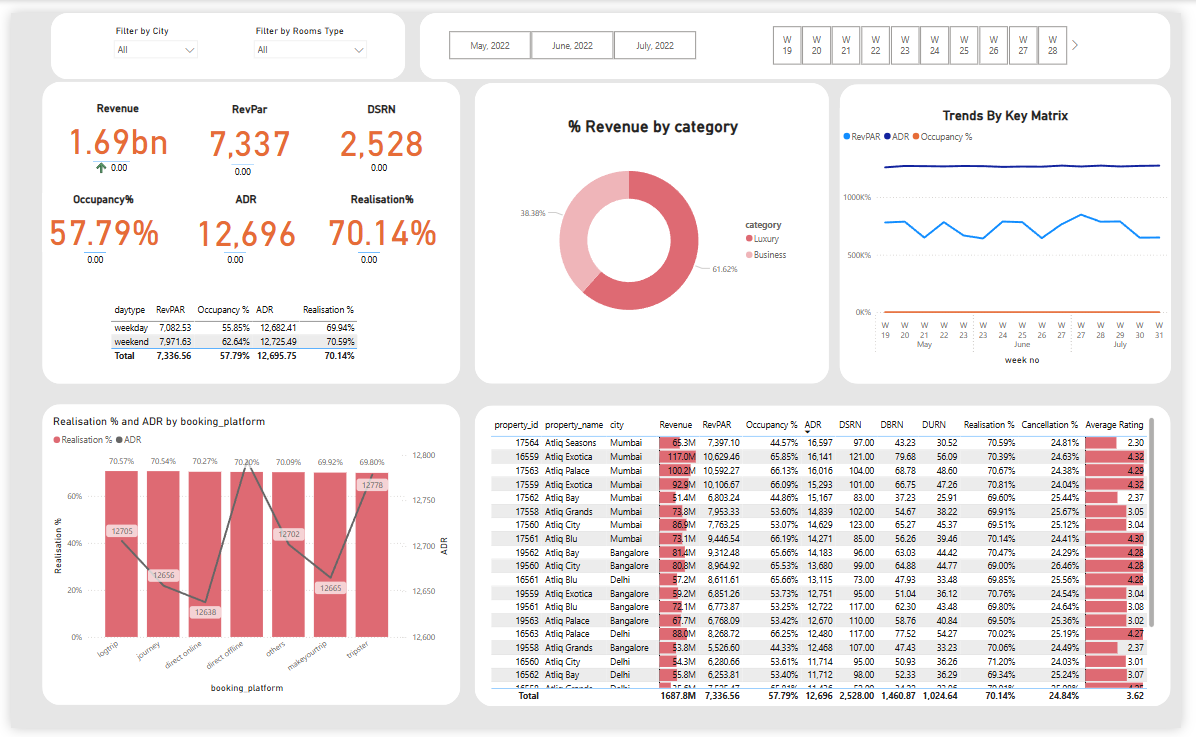 Filter by City
All
Filter by Rooms Type
All
May, 2022
June, 2022
July, 2022
W 19
W 20
W 21
W 22
W 23
W 24
W 25
W 26
W 27
W 28
Revenue
1.69bn
0.00
RevPar
7,337
0.00
DSRN
2,528
0.00
Occupancy%
57.79%
0.00
ADR
12,696
0.00
Realisation%
70.14%
0.00
daytype RevPAR Occupancy % ADR Realisation %
weekday 7,082.53 55.85% 12,682.41 69.94%
weekend 7,971.63 62.64% 12,725.49 70.59%
Total 7,336.56 57.79% 12,695.75 70.14%
% Revenue by category
38.38%
61.62%
category
Luxury
Business
Trends By Key Matrix
RevPAR ADR Occupancy %
1000K%
500K%
0K%
W W W W W W W W W W W W W W W
19 20 21 22 23 23 24 25 26 27 27 28 29 30 31
May June July
week no
Realisation % and ADR by booking_platform
Realisation % ADR
70.57% 70.54% 70.27% 70.20% 70.09% 69.92% 69.80%
12,800
12,750
12,700
12,650
12,600
60%
40%
20%
0%
Realisation %
ADR
12705
12656
12638
12702
12665
12778
logtrip
journey
direct online
direct offline
others
makeyourtrip
tripster
booking_platform
property_id property_name city Revenue RevPAR Occupancy % ADR DSRN DBRN DURN Realisation % Cancellation % Average Rating
17564 Atliq Seasons Mumbai 65.3M 7,397.10 44.57% 16,597 97.00 43.23 30.52 70.59% 24.81% 2.30
16559 Atliq Exotica Mumbai 117.0M 10,629.46 65.85% 16,141 121.00 79.68 56.09 70.39% 24.63% 4.32
17563 Atliq Palace Mumbai 100.2M 10,592.27 66.13% 16,016 104.00 68.78 48.60 70.67% 24.38% 4.29
17559 Atliq Exotica Mumbai 92.9M 10,106.67 66.09% 15,293 101.00 66.75 47.26 70.81% 24.04% 4.32
17562 Atliq Bay Mumbai 51.4M 6,803.24 44.86% 15,167 83.00 37.23 25.91 69.60% 25.44% 2.37
17558 Atliq Grands Mumbai 73.8M 7,953.33 53.60% 14,839 102.00 54.67 38.22 69.91% 25.67% 3.05
17560 Atliq City Mumbai 86.9M 7,763.25 53.07% 14,629 123.00 65.27 45.37 69.51% 25.12% 3.04
17561 Atliq Blu Mumbai 73.1M 9,446.54 66.19% 14,271 85.00 56.26 39.46 70.14% 24.41% 4.30
19562 Atliq Bay Bangalore 81.4M 9,312.48 65.66% 14,183 96.00 63.03 44.42 70.47% 24.29% 4.28
19560 Atliq City Bangalore 80.8M 8,964.92 65.53% 13,680 99.00 64.88 44.77 69.00% 26.46% 4.28
16561 Atliq Blu Delhi 57.2M 8,611.61 65.66% 13,115 73.00 47.93 33.48 69.85% 25.56% 4.28
19559 Atliq Exotica Bangalore 59.2M 6,851.26 53.73% 12,751 95.00 51.04 36.12 70.76% 24.54% 3.04
19561 Atliq Blu Bangalore 72.1M 6,773.87 53.25% 12,722 117.00 62.30 43.48 69.80% 24.64% 3.08
19563 Atliq Palace Bangalore 67.7M 6,768.09 53.42% 12,670 110.00 58.76 40.84 69.50% 25.36% 3.02
16563 Atliq Palace Delhi 88.0M 8,268.72 66.25% 12,480 117.00 77.52 54.27 70.02% 25.19% 4.27
19558 Atliq Grands Bangalore 53.8M 5,526.60 44.33% 12,468 107.00 47.43 33.23 70.06% 24.49% 2.37
16560 Atliq City Delhi 54.3M 6,280.66 53.61% 11,714 95.00 50.93 36.26 71.20% 24.03% 3.01
16562 Atliq Bay Delhi 55.8M 6,253.81 53.40% 11,712 98.00 52.33 36.29 69.34% 25.24% 3.07
Total 1687.8M 7,336.56 57.79% 12,696 2,528.00 1,460.87 1,024.64 70.14% 24.84% 3.62